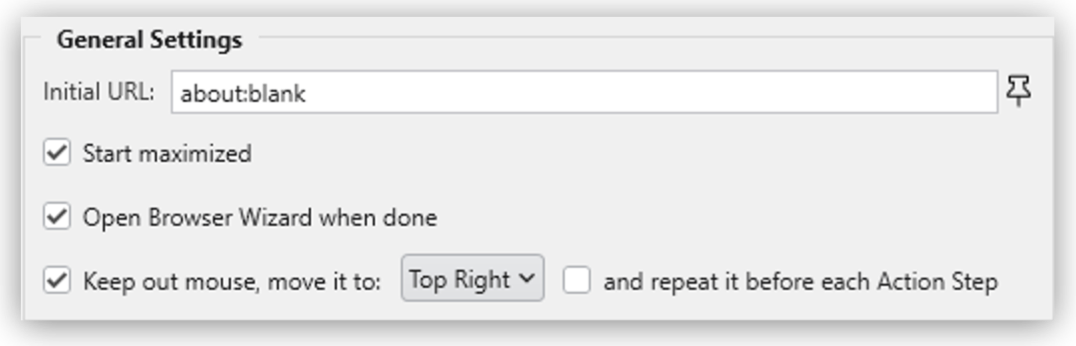 General Settings
Initial URL: about:blank
Start maximized
Open Browser Wizard when done
Keep out mouse, move it to: Top Right and repeat it before each Action Step